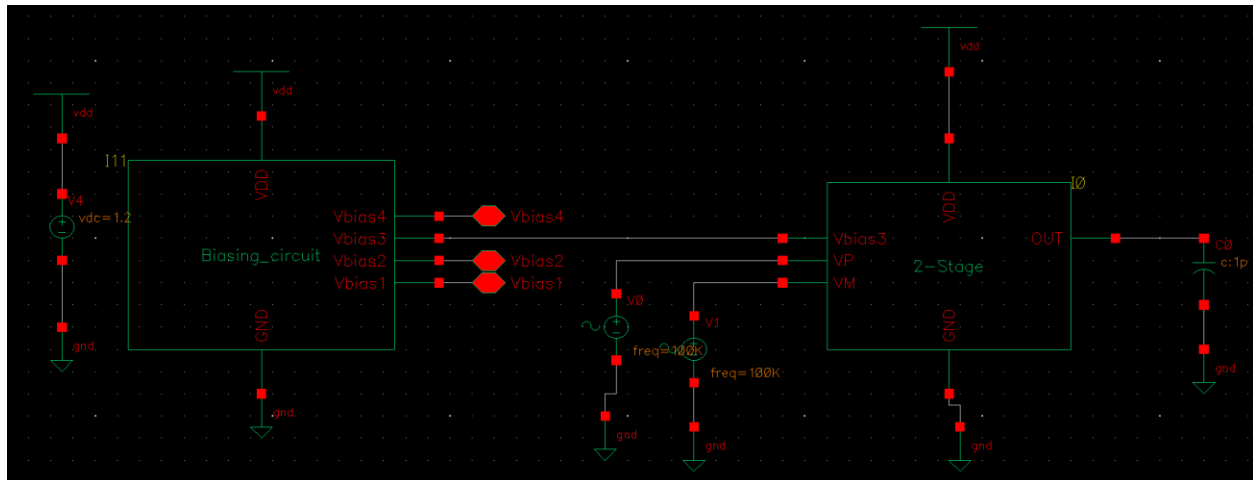 vdd
V4
vdc=1.2
gnd
vdd
I11
VDD
Biasing_circuit
GND
gnd
Vbias4
Vbias3
Vbias2
Vbias1
Vbias4
Vbias2
Vbias1
V0
freq=100K
gnd
V1
freq=100K
gnd
vdd
I0
VDD
Vbias3
VP
VM
2-Stage
OUT
GND
gnd
C0
c:1p
gnd